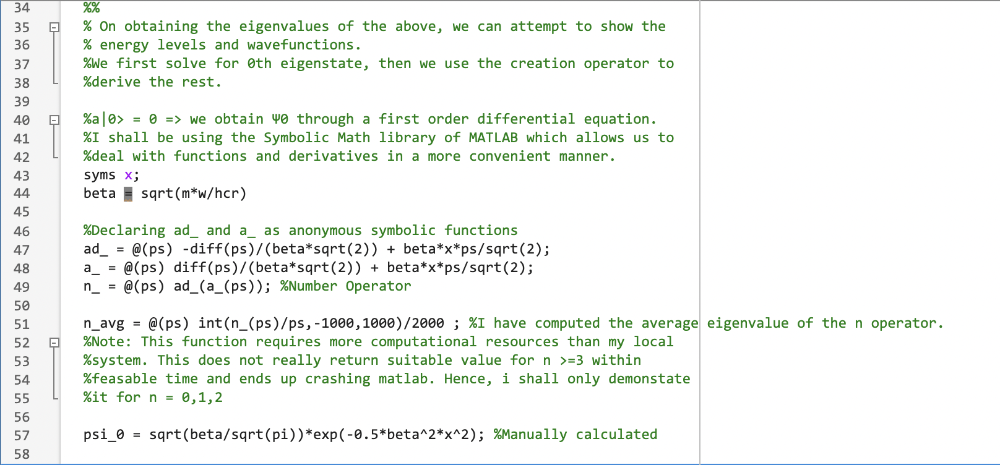 34 %%
35 % On obtaining the eigenvalues of the above, we can attempt to show the
36 % energy levels and wavefunctions.
37 %We first solve for 0th eigenstate, then we use the creation operator to
38 %derive the rest.
39
40 %a|0> = 0 => we obtain Ψ0 through a first order differential equation.
41 %I shall be using the Symbolic Math library of MATLAB which allows us to
42 %deal with functions and derivatives in a more convenient manner.
43 syms x;
44 beta = sqrt(m*w/hcr)
45
46 %Declaring ad_ and a_ as anonymous symbolic functions
47 ad_ = @(ps) -diff(ps)/(beta*sqrt(2)) + beta*x*ps/sqrt(2);
48 a_ = @(ps) diff(ps)/(beta*sqrt(2)) + beta*x*ps/sqrt(2);
49 n_ = @(ps) ad_(a_(ps)); %Number Operator
50
51 n_avg = @(ps) int(n_(ps)/ps,-1000,1000)/2000 ; %I have computed the average eigenvalue of the n operator.
52 %Note: This function requires more computational resources than my local
53 %system. This does not really return suitable value for n >=3 within
54 %feasable time and ends up crashing matlab. Hence, i shall only demonstate
55 %it for n = 0,1,2
56
57 psi_0 = sqrt(beta/sqrt(pi))*exp(-0.5*beta^2*x^2); %Manually calculated
58